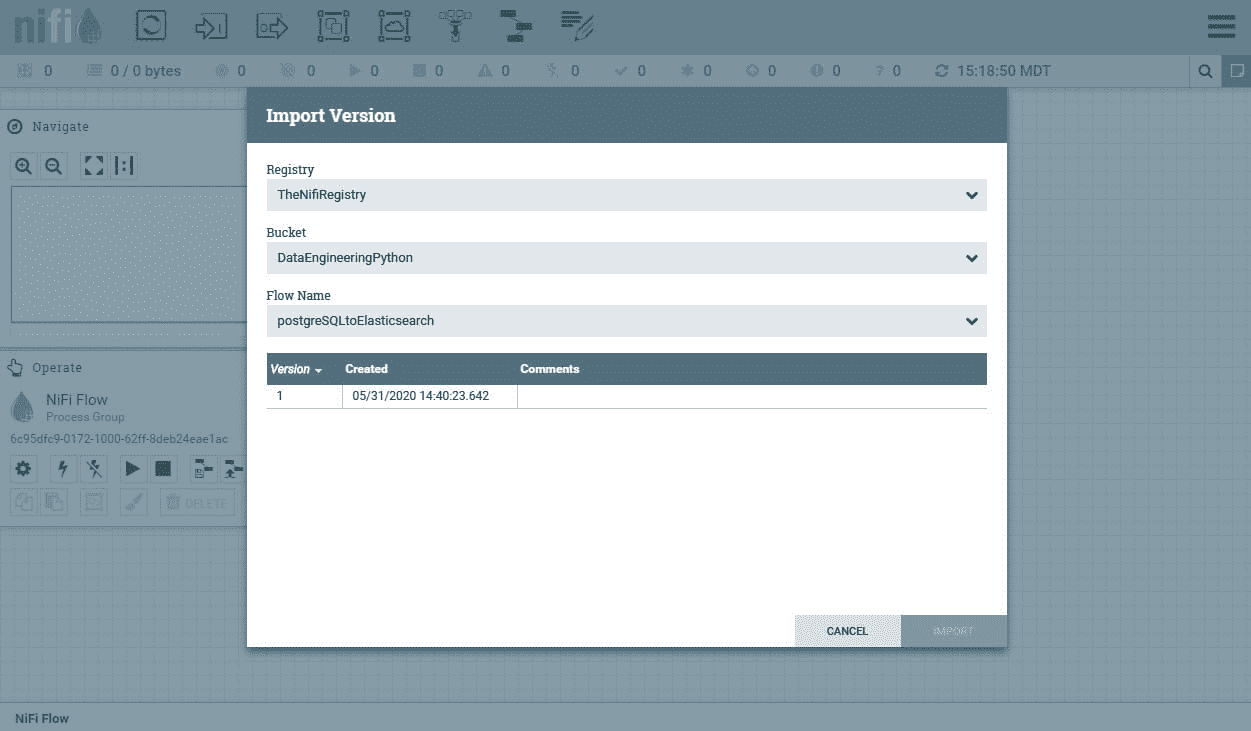 nifi
0 0 / 0 bytes 0 0 0 0 0 0 0 0 0 0 ? 0 15:18:50 MDT
Import Version
Navigate
Registry
TheNifiRegistry
Bucket
DataEngineeringPython
Flow Name
postgreSQLtoElasticsearch
Version Created Comments
1 05/31/2020 14:40:23.642
Operate
NiFi Flow
Process Group
6c95dfc9-0172-1000-62ff-8deb24eae1ac
DELETE
CANCEL IMPORT
NiFi Flow